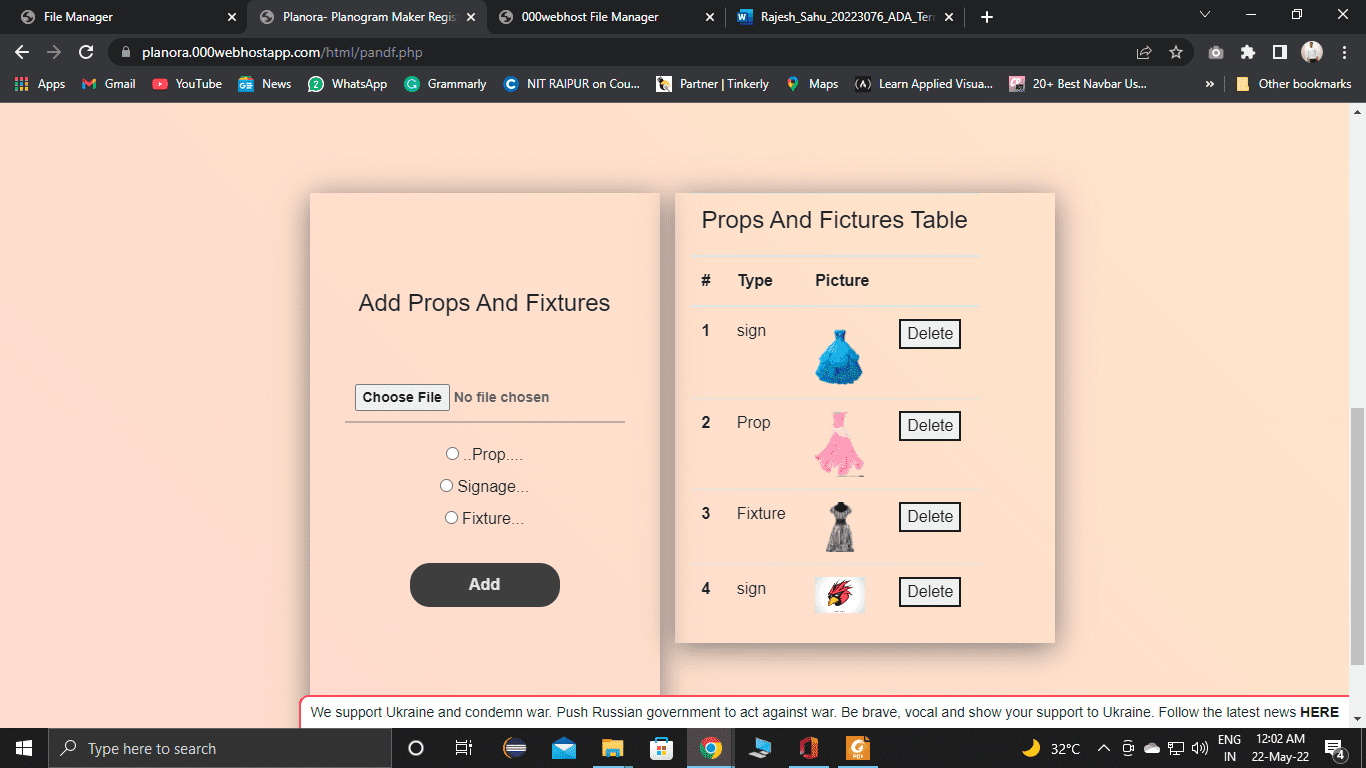 File Manager
Planora- Planogram Maker Regis
000webhost File Manager
Rajesh_Sahu_20223076_ADA_Terr
planora.000webhostapp.com/html/pandf.php
Apps
Gmail
YouTube
News
WhatsApp
Grammarly
NIT RAIPUR on Cou...
Partner | Tinkerly
Maps
Learn Applied Visua...
20+ Best Navbar Us...
»
Other bookmarks
Add Props And Fixtures
Choose File No file chosen
..Prop....
Signage...
Fixture...
Add
Props And Fictures Table
# Type Picture
1 sign Delete
2 Prop Delete
3 Fixture Delete
4 sign Delete
We support Ukraine and condemn war. Push Russian government to act against war. Be brave, vocal and show your support to Ukraine. Follow the latest news HERE
Type here to search
32°C
ENG
IN
12:02 AM
22-May-22
4